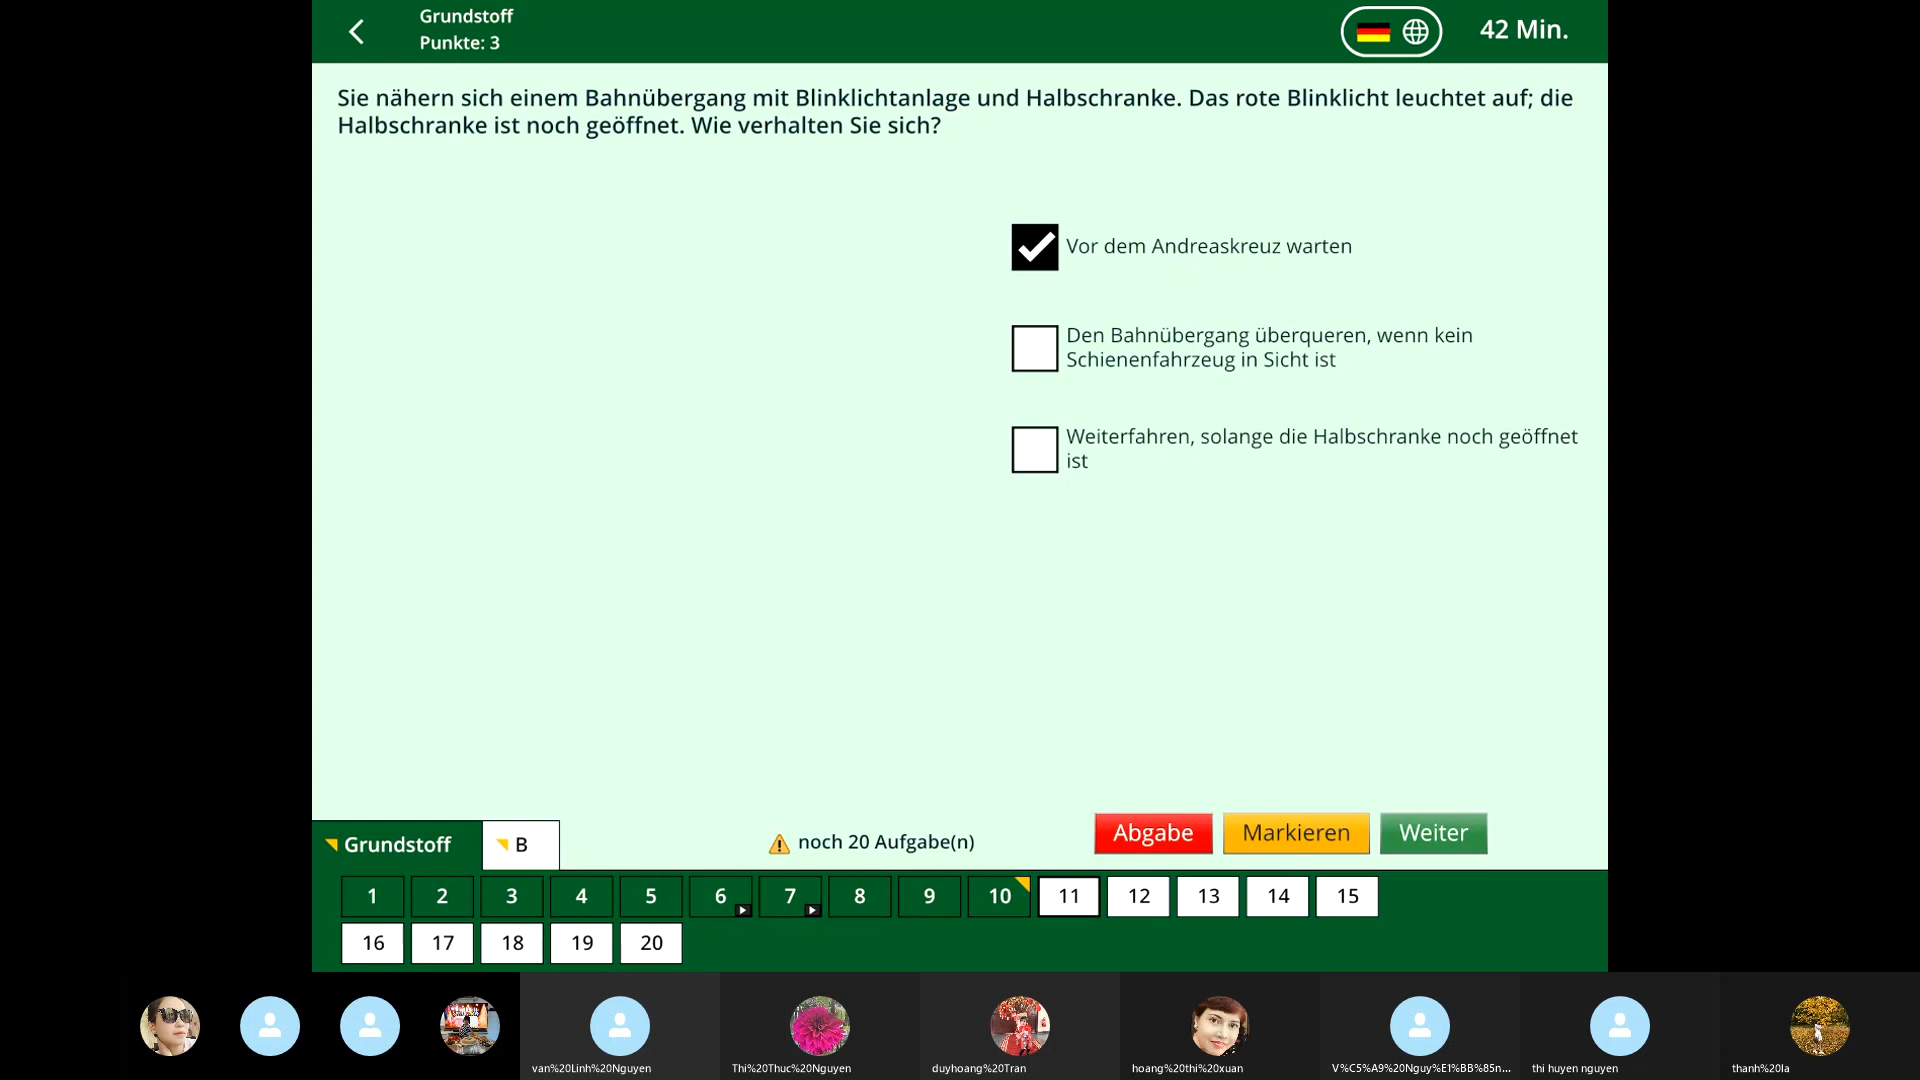 Grundstoff
Punkte: 3
42 Min.
Sie nähern sich einem Bahnübergang mit Blinklichtanlage und Halbschranke. Das rote Blinklicht leuchtet auf; die
Halbschranke ist noch geöffnet. Wie verhalten Sie sich?
Vor dem Andreaskreuz warten
Den Bahnübergang überqueren, wenn kein
Schienenfahrzeug in Sicht ist
Weiterfahren, solange die Halbschranke noch geöffnet
ist
Grundstoff
B
noch 20 Aufgabe(n)
Abgabe
Markieren
Weiter
1 2 3 4 5 6 7 8 9 10 11 12 13 14 15
16 17 18 19 20
van%20Linh%20Nguyen
Thi%20Thuc%20Nguyen
duyhoang%20Tran
hoang%20thi%20xuan
V%C5%A9%20Nguy%E1%BB%85n...
thi huyen nguyen
thanh%20la